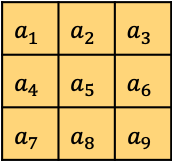 a₁ a₂ a₃
a₄ a₅ a₆
a₇ a₈ a₉